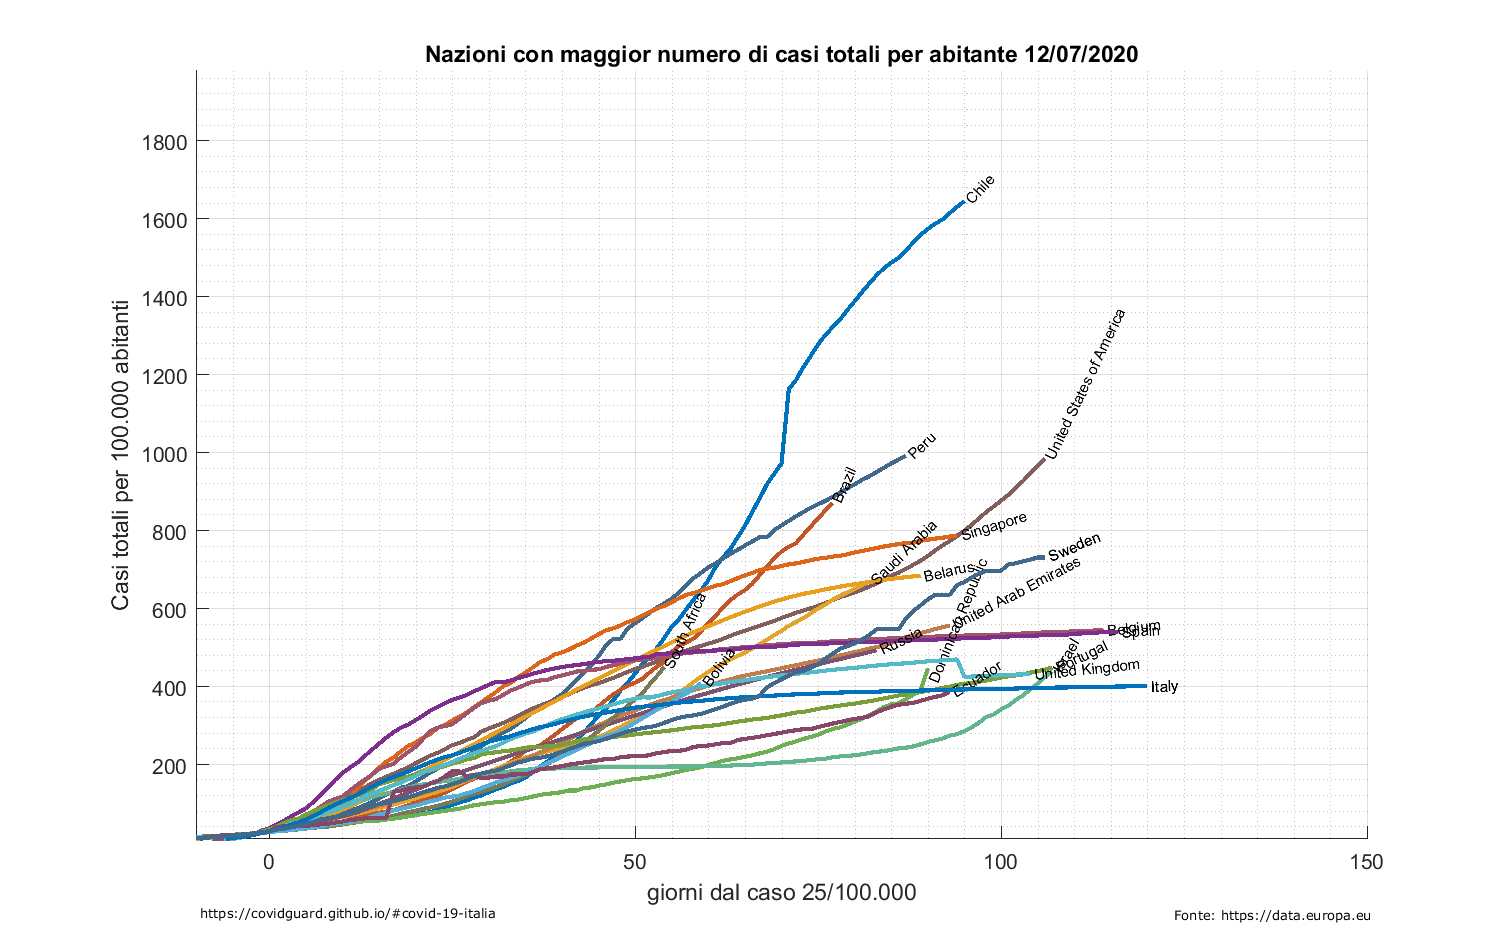 Nazioni con maggior numero di casi totali per abitante 12/07/2020
Casi totali per 100.000 abitanti
1800
1600
1400
1200
1000
800
600
400
200
Chile
United States of America
Peru
Brazil
Singapore
Saudi Arabia
Sweden
Belarus
Dominican Republic
United Arab Emirates
South Africa
Belgium
Spain
Russia
Bolivia
Israel
Portugal
Ecuador
United Kingdom
Italy
0
50
100
150
giorni dal caso 25/100.000
https://covidguard.github.io/#covid-19-italia
Fonte: https://data.europa.eu